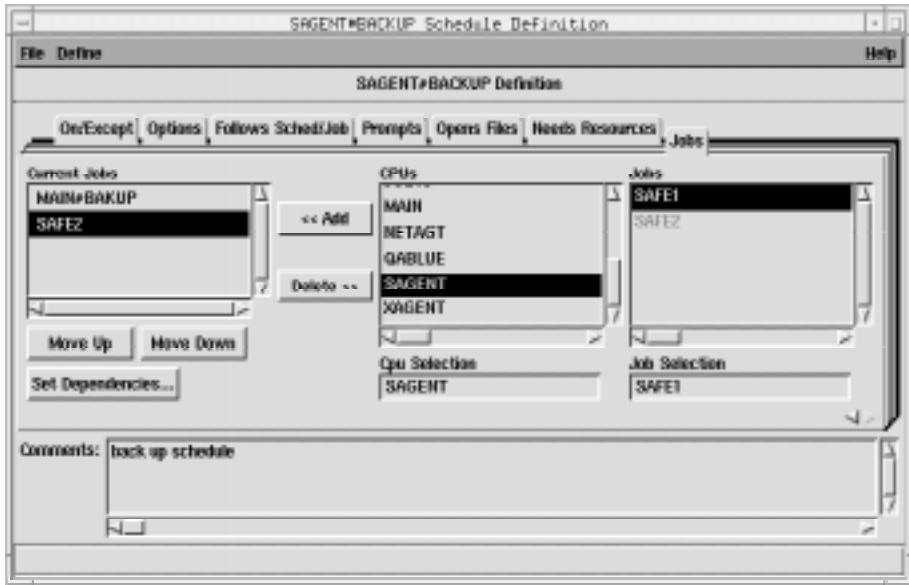 SAGENT#BACKUP Schedule Definition
File Define Help
SAGENT#BACKUP Definition
On/Except Options Follows Sched/Job Prompts Opens Files Needs Resources Jobs
Current Jobs
MAIN#BAKUP
SAFE2
Move Up Move Down
Set Dependencies...
<< Add
Delete <<
CPUs
MAIN
NETAGT
QABLUE
SAGENT
XAGENT
Cpu Selection
SAGENT
Jobs
SAFE1
SAFE2
Job Selection
SAFE1
Comments: back up schedule